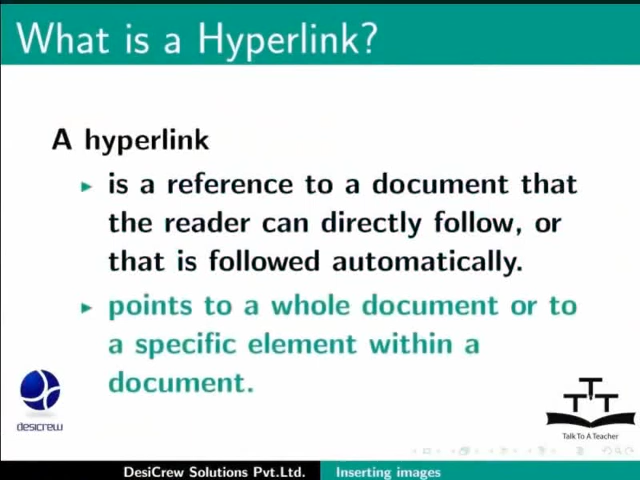 What is a Hyperlink?
A hyperlink
is a reference to a document that
the reader can directly follow, or
that is followed automatically.
points to a whole document or to
a specific element within a
document.
desicrew
TTT
Talk To A Teacher
DesiCrew Solutions Pvt.Ltd. Inserting images